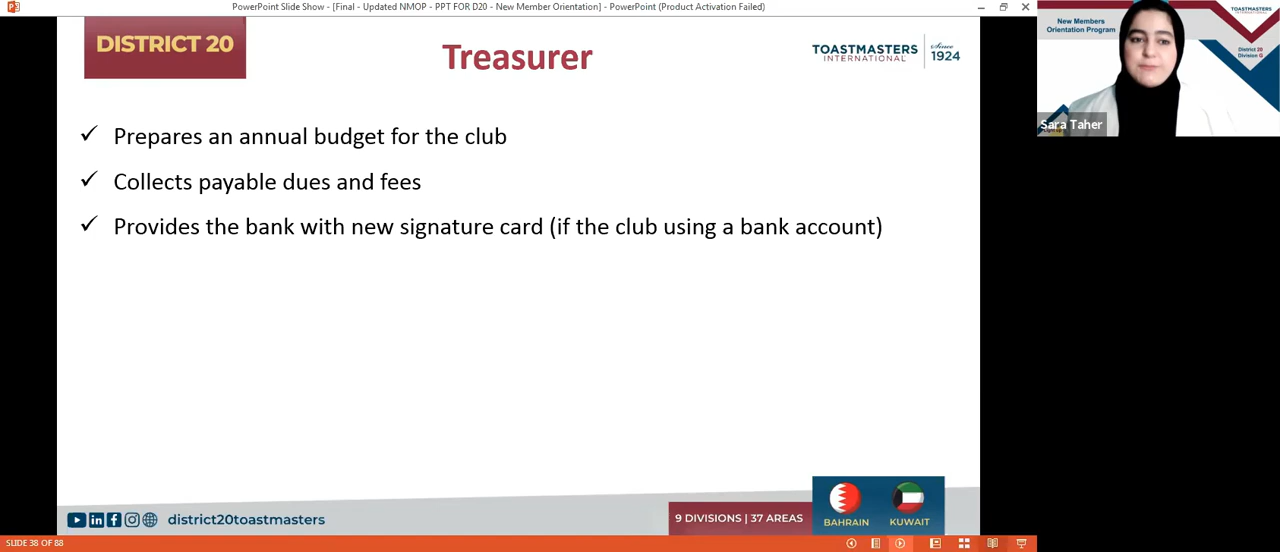 PowerPoint Slide Show - [Final - Updated NMOP - PPT FOR D20 - New Member Orientation] - PowerPoint (Product Activation Failed)
DISTRICT 20
Treasurer
TOASTMASTERS
INTERNATIONAL
Since
1924
Prepares an annual budget for the club
Collects payable dues and fees
Provides the bank with new signature card (if the club using a bank account)
district20toastmasters
9 DIVISIONS | 37 AREAS
BAHRAIN
KUWAIT
SLIDE 38 OF 88
New Members
Orientation Program
TOASTMASTERS
INTERNATIONAL
District 20
Division G
Sara Taher